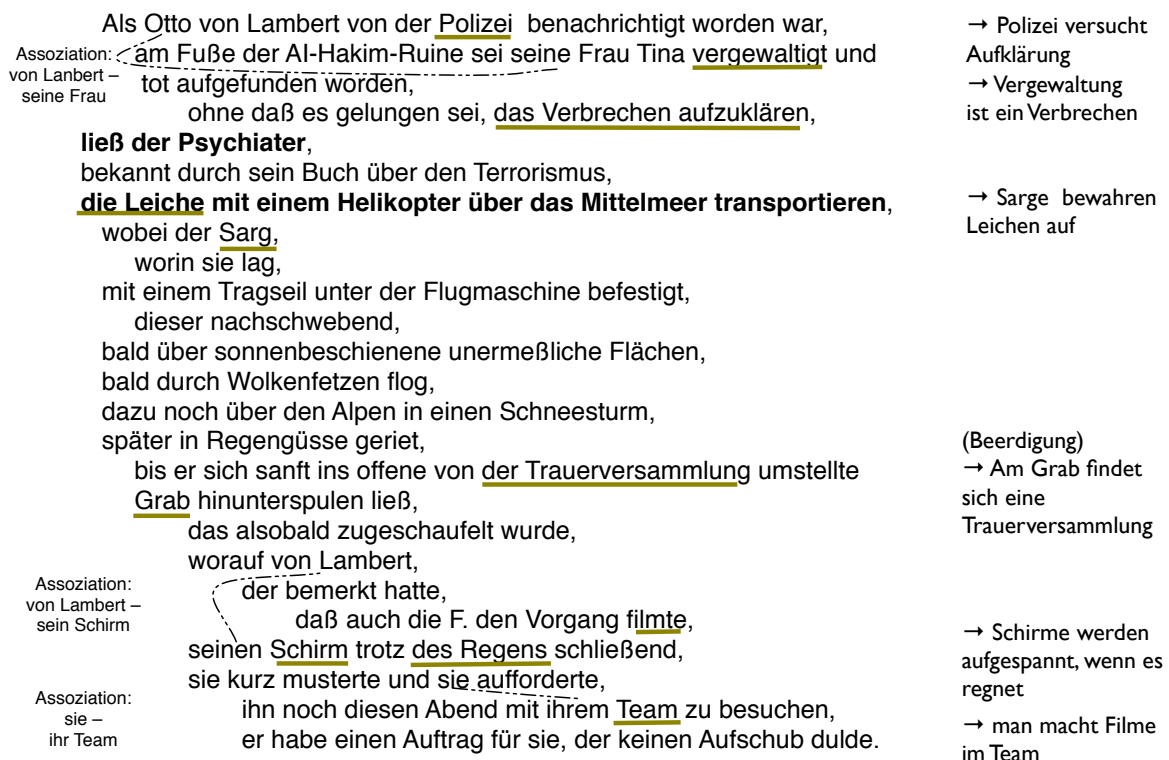 Als Otto von Lambert von der Polizei benachrichtigt worden war,
→ Polizei versucht
Assoziation:
von Lanbert –
seine Frau
am Fuße der Al-Hakim-Ruine sei seine Frau Tina vergewaltigt und
Aufklärung
tot aufgefunden worden,
→ Vergewaltung
ohne daß es gelungen sei, das Verbrechen aufzuklären,
ist ein Verbrechen
ließ der Psychiater,
bekannt durch sein Buch über den Terrorismus,
die Leiche mit einem Helikopter über das Mittelmeer transportieren,
→ Sarge bewahren
wobei der Sarg,
Leichen auf
worin sie lag,
mit einem Tragseil unter der Flugmaschine befestigt,
dieser nachschwebend,
bald über sonnenbeschienene unermeßliche Flächen,
bald durch Wolkenfetzen flog,
dazu noch über den Alpen in einen Schneesturm,
später in Regengüsse geriet,
(Beerdigung)
bis er sich sanft ins offene von der Trauerversammlung umstellte
→ Am Grab findet
Grab hinunterspulen ließ,
sich eine
das alsobald zugeschaufelt wurde,
Trauerversammlung
worauf von Lambert,
Assoziation:
von Lambert –
sein Schirm
der bemerkt hatte,
daß auch die F. den Vorgang filmte,
seinen Schirm trotz des Regens schließend,
→ Schirme werden
aufgespannt, wenn es
regnet
sie kurz musterte und sie aufforderte,
Assoziation:
sie –
ihr Team
ihn noch diesen Abend mit ihrem Team zu besuchen,
er habe einen Auftrag für sie, der keinen Aufschub dulde.
→ man macht Filme
im Team